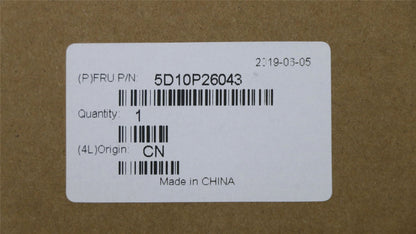 2019-03-05
(P)FRU P/N: 5D10P26043
Quantity: 1
(4L)Origin: CN
Made in CHINA